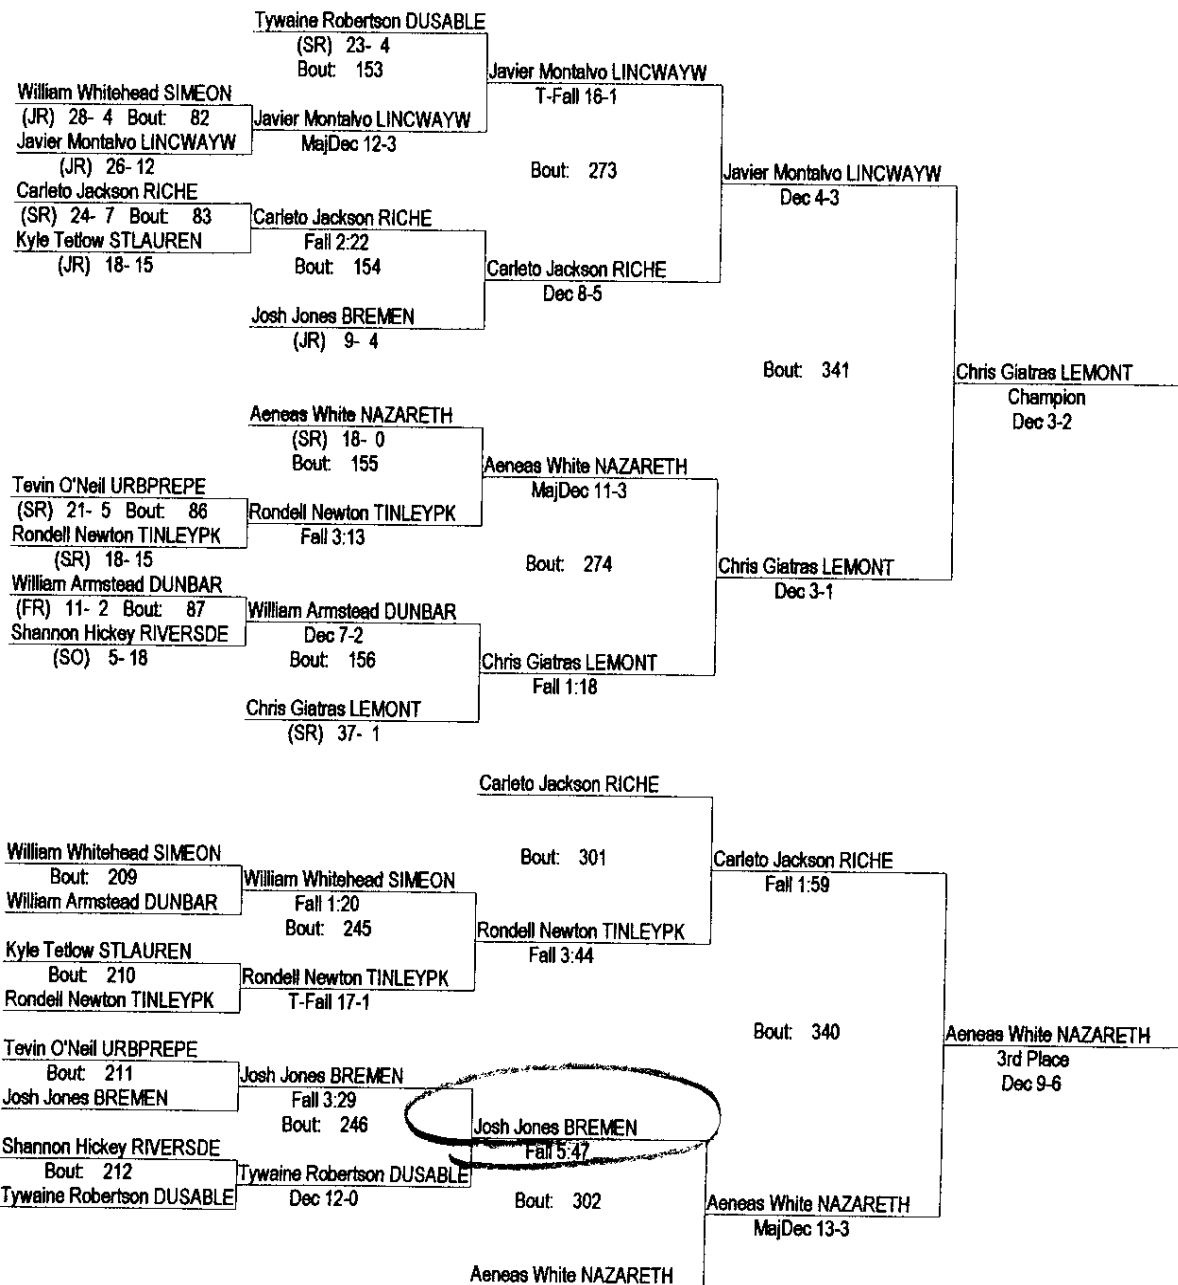 Tywaine Robertson DUSABLE
(SR) 23- 4
Bout: 153
Javier Montalvo LINCWAYW
T-Fall 16-1
William Whitehead SIMEON
(JR) 28- 4 Bout: 82
Javier Montalvo LINCWAYW
MajDec 12-3
Javier Montalvo LINCWAYW
(JR) 26- 12
Bout: 273
Javier Montalvo LINCWAYW
Dec 4-3
Carleto Jackson RICHE
(SR) 24- 7 Bout: 83
Carleto Jackson RICHE
Fall 2:22
Kyle Tetlow STLAUREN
(JR) 18- 15
Bout: 154
Carleto Jackson RICHE
Dec 8-5
Josh Jones BREMEN
(JR) 9- 4
Bout: 341
Chris Giatras LEMONT
Champion
Dec 3-2
Aeneas White NAZARETH
(SR) 18- 0
Bout: 155
Aeneas White NAZARETH
MajDec 11-3
Tevin O'Neil URBPREPE
(SR) 21- 5 Bout: 86
Rondell Newton TINLEYPK
Fall 3:13
Rondell Newton TINLEYPK
(SR) 18- 15
Bout: 274
Chris Giatras LEMONT
Dec 3-1
William Armstead DUNBAR
(FR) 11- 2 Bout: 87
William Armstead DUNBAR
Dec 7-2
Shannon Hickey RIVERSDE
(SO) 5- 18
Bout: 156
Chris Giatras LEMONT
Fall 1:18
Chris Giatras LEMONT
(SR) 37- 1
Carleto Jackson RICHE
William Whitehead SIMEON
Bout: 209
William Armstead DUNBAR
William Whitehead SIMEON
Fall 1:20
Bout: 245
Bout: 301
Carleto Jackson RICHE
Fall 1:59
Kyle Tetlow STLAUREN
Bout: 210
Rondell Newton TINLEYPK
Rondell Newton TINLEYPK
T-Fall 17-1
Rondell Newton TINLEYPK
Fall 3:44
Bout: 340
Aeneas White NAZARETH
3rd Place
Dec 9-6
Tevin O'Neil URBPREPE
Bout: 211
Josh Jones BREMEN
Josh Jones BREMEN
Fall 3:29
Bout: 246
Josh Jones BREMEN
Fall 5:47
Shannon Hickey RIVERSDE
Bout: 212
Tywaine Robertson DUSABLE
Tywaine Robertson DUSABLE
Dec 12-0
Bout: 302
Aeneas White NAZARETH
MajDec 13-3
Aeneas White NAZARETH